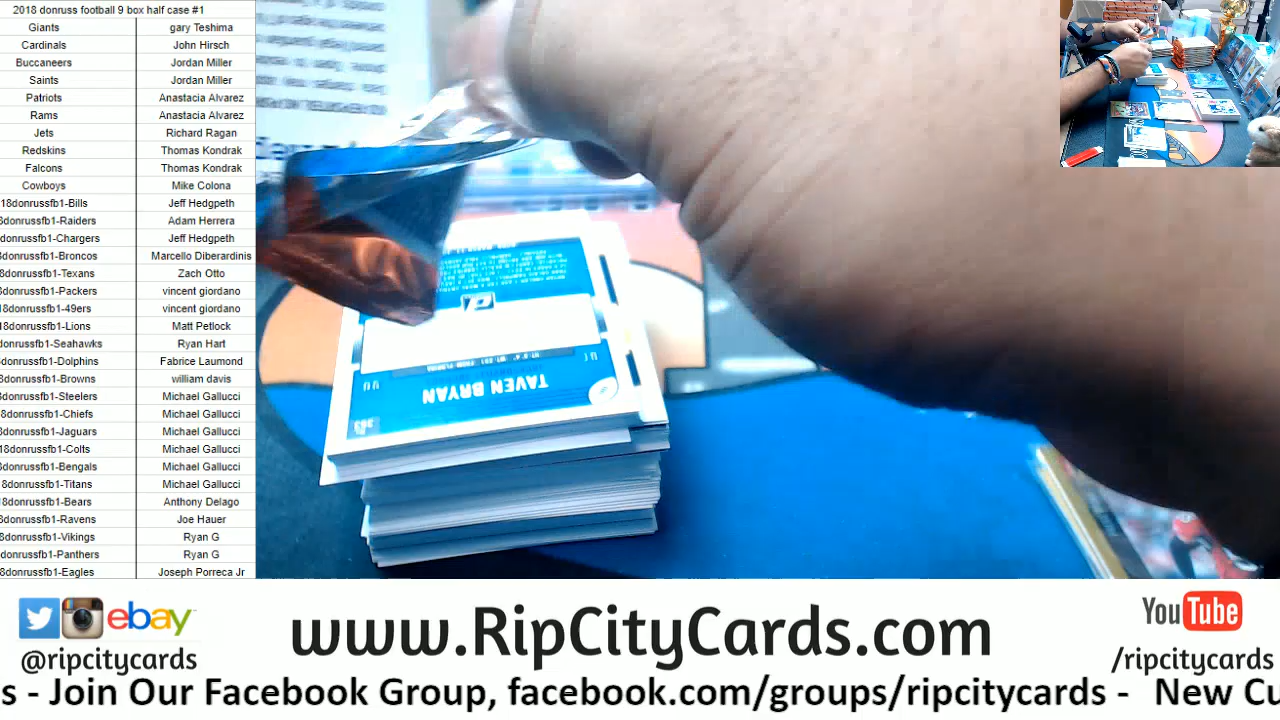 2018 donruss football 9 box half case #1
Giants gary Teshima
Cardinals John Hirsch
Buccaneers Jordan Miller
Saints Jordan Miller
Patriots Anastacia Alvarez
Rams Anastacia Alvarez
Jets Richard Ragan
Redskins Thomas Kondrak
Falcons Thomas Kondrak
Cowboys Mike Colona
18donrussfb1-Bills Jeff Hedgpeth
8donrussfb1-Raiders Adam Herrera
donrussfb1-Chargers Jeff Hedgpeth
donrussfb1-Broncos Marcello Diberardinis
8donrussfb1-Texans Zach Otto
donrussfb1-Packers vincent giordano
18donrussfb1-49ers vincent giordano
18donrussfb1-Lions Matt Petlock
donrussfb1-Seahawks Ryan Hart
donrussfb1-Dolphins Fabrice Laumond
8donrussfb1-Browns william davis
donrussfb1-Steelers Michael Gallucci
8donrussfb1-Chiefs Michael Gallucci
donrussfb1-Jaguars Michael Gallucci
18donrussfb1-Colts Michael Gallucci
donrussfb1-Bengals Michael Gallucci
8donrussfb1-Titans Michael Gallucci
8donrussfb1-Bears Anthony Delago
8donrussfb1-Ravens Joe Hauer
8donrussfb1-Vikings Ryan G
donrussfb1-Panthers Ryan G
8donrussfb1-Eagles Joseph Porreca Jr
TAVEN BRYAN
363
ebay
@ripcitycards
www.RipCityCards.com
YouTube
/ripcitycards
s - Join Our Facebook Group, facebook.com/groups/ripcitycards - New Cu